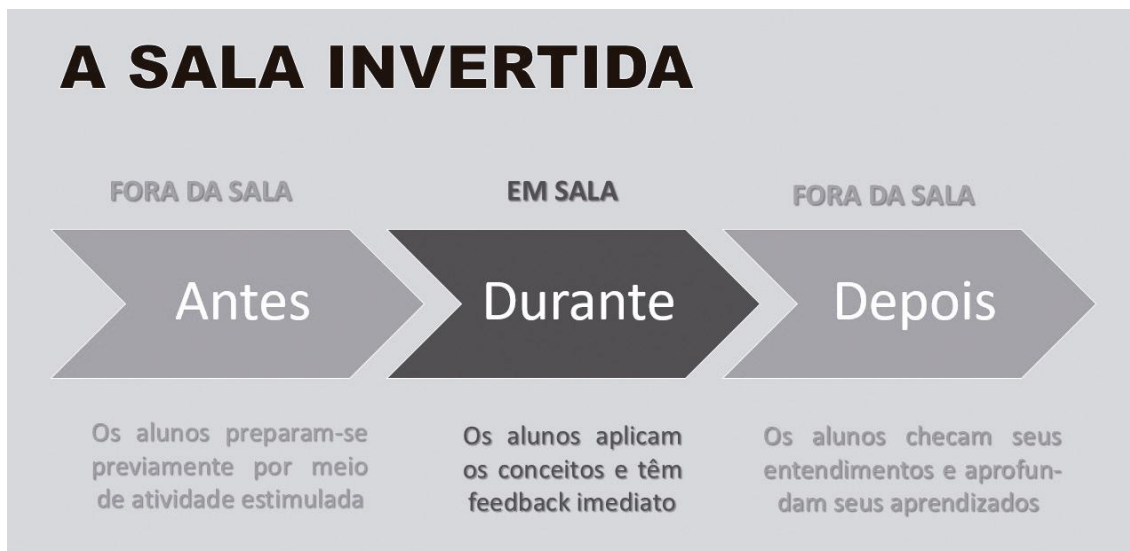 A SALA INVERTIDA
FORA DA SALA
EM SALA
FORA DA SALA
Antes
Durante
Depois
Os alunos preparam-se
previamente por meio
de atividade estimulada
Os alunos aplicam
os conceitos e têm
feedback imediato
Os alunos checam seus
entendimentos e aprofun-
dam seus aprendizados